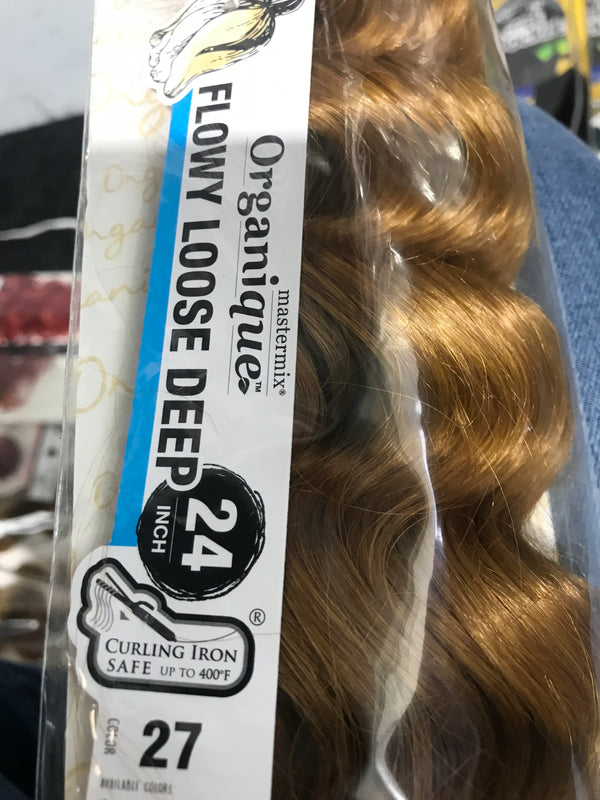 Organique™
mastermix®
FLOWY LOOSE DEEP
24
INCH
CURLING IRON ®
SAFE UP TO 400°F
COLOR 27
AVAILABLE COLORS